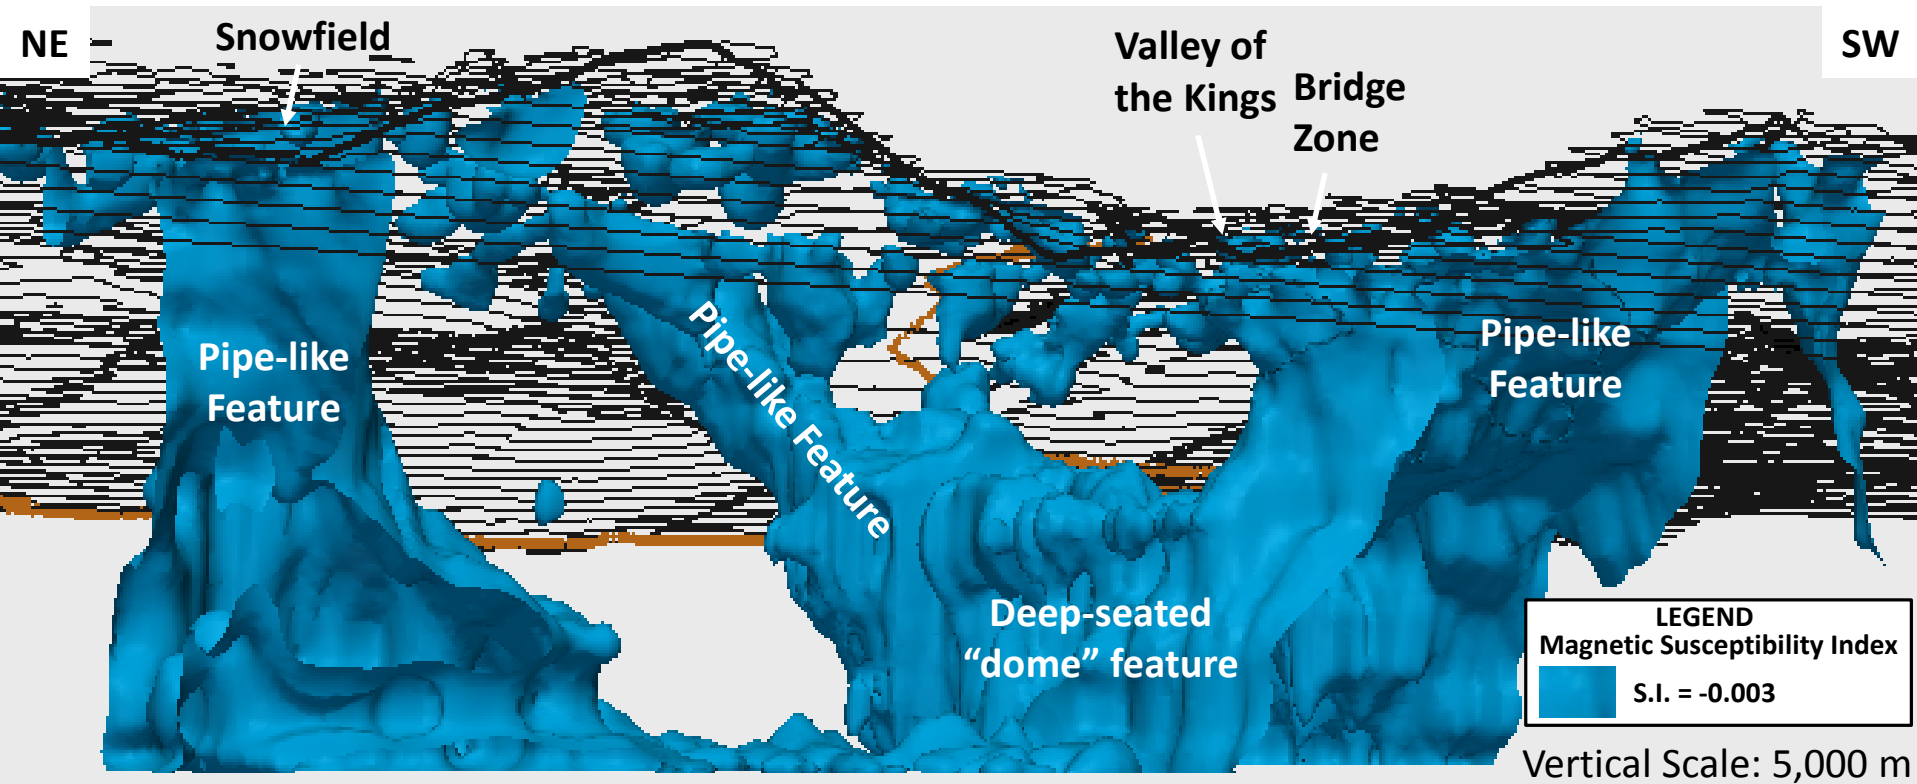 NE
Snowfield
Valley of
the Kings
Bridge
Zone
SW
Pipe-like
Feature
Pipe-like Feature
Pipe-like
Feature
Deep-seated
“dome” feature
LEGEND
Magnetic Susceptibility Index
S.I. = -0.003
Vertical Scale: 5,000 m